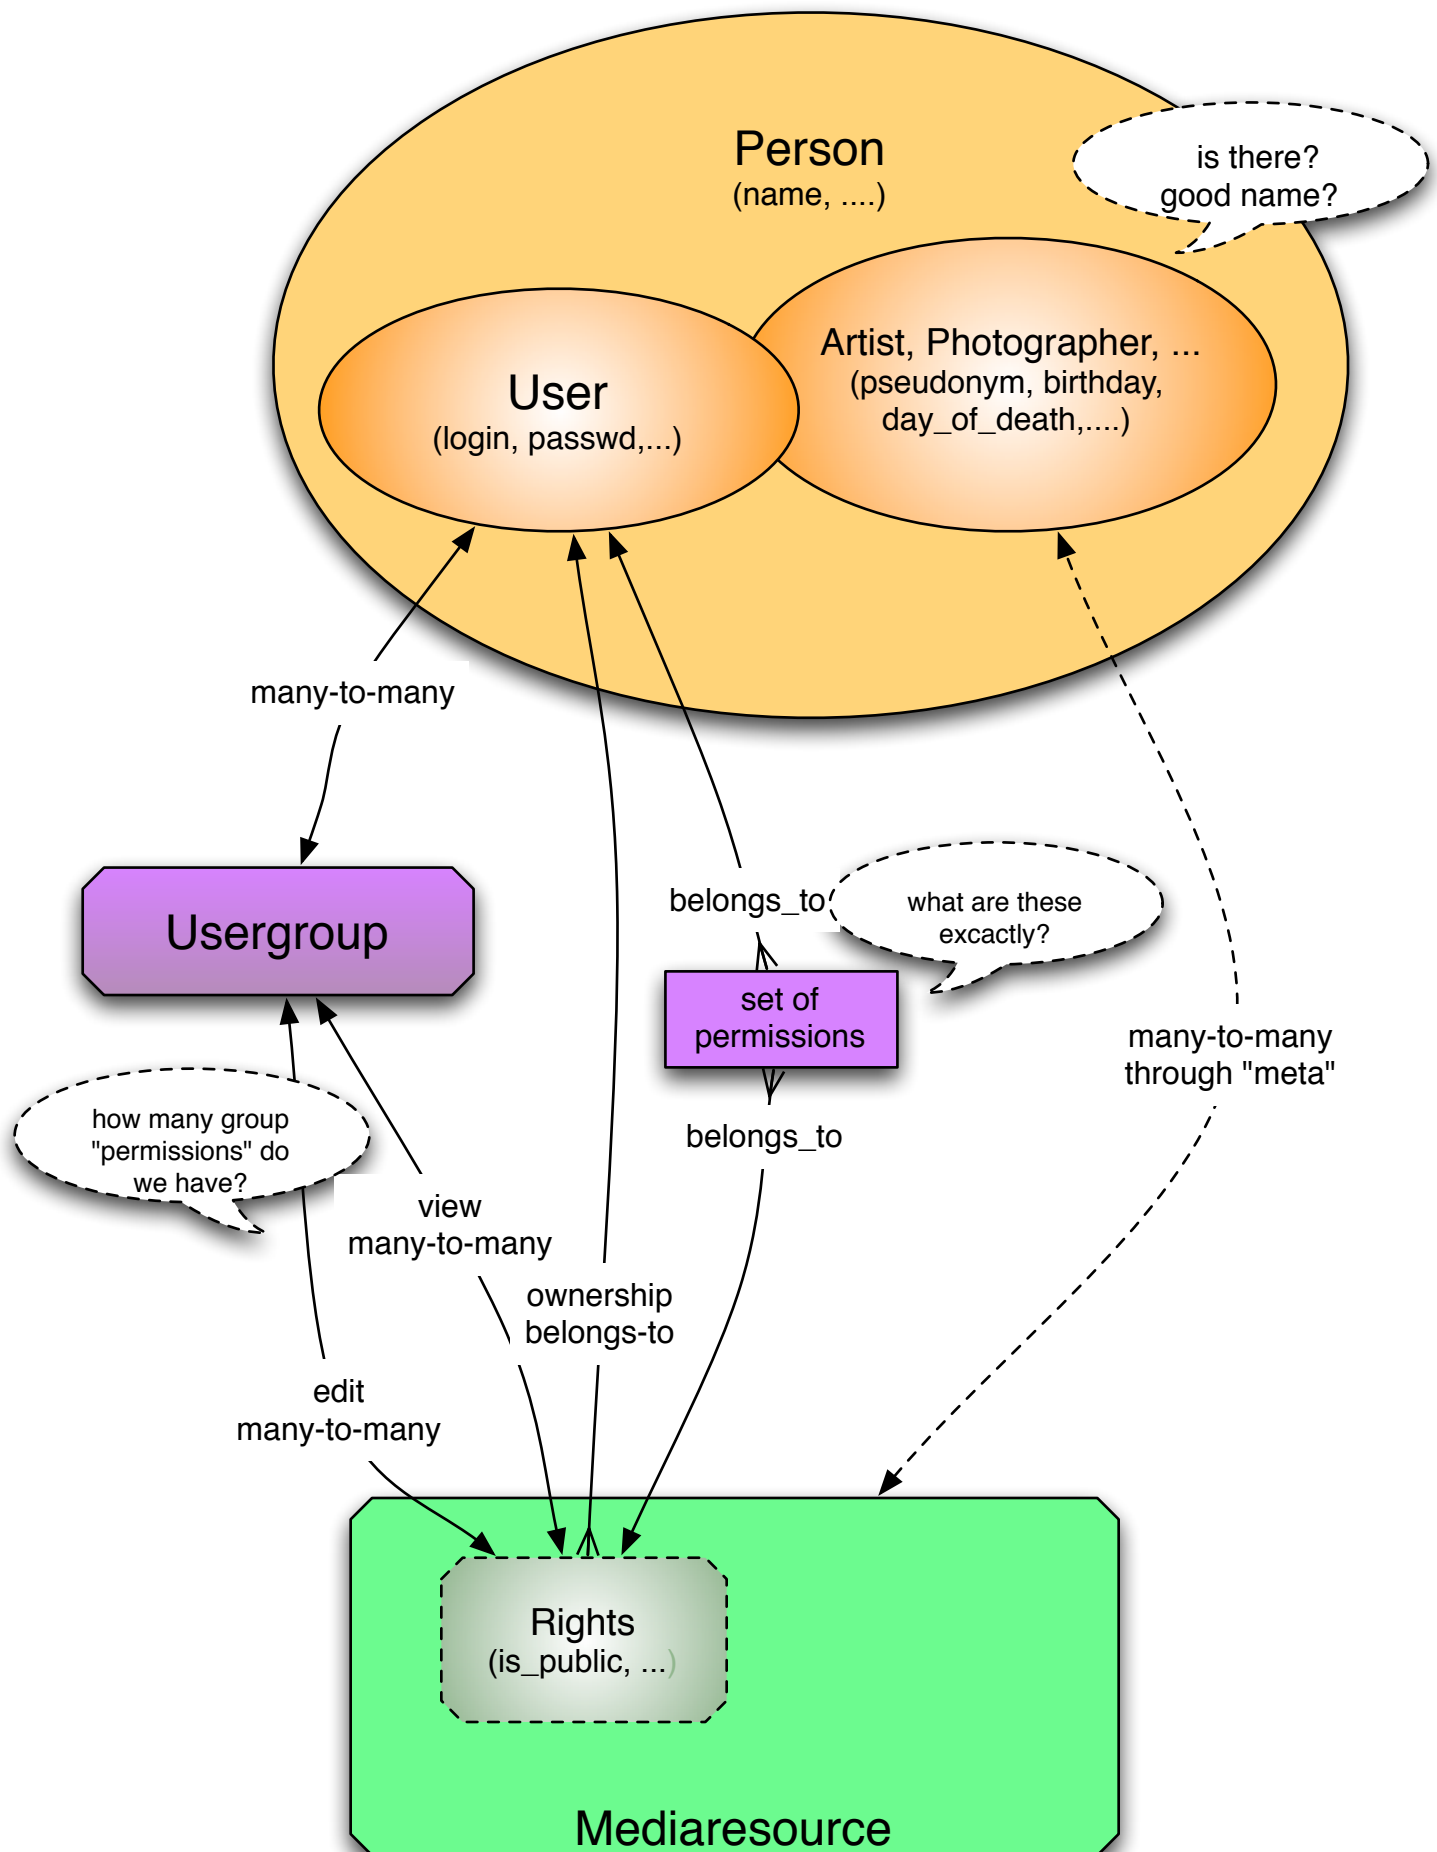 Person
(name, ....)
is there?
good name?
Artist, Photographer, ...
(pseudonym, birthday,
day_of_death,....)
User
(login, passwd,...)
many-to-many
Usergroup
belongs_to
what are these
excactly?
set of
permissions
many-to-many
through "meta"
how many group
"permissions" do
we have?
belongs_to
view
many-to-many
ownership
belongs-to
edit
many-to-many
Rights
(is_public, ...)
Mediaresource